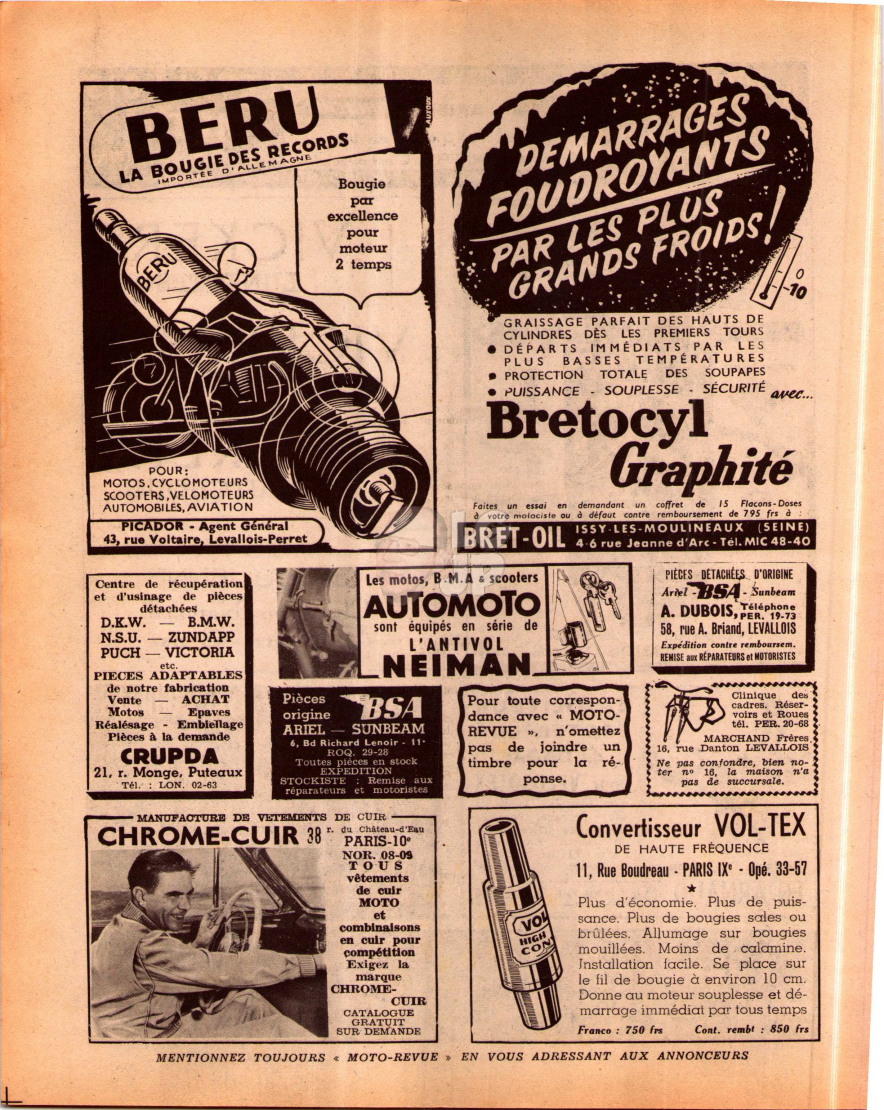 BERU
LA BOUGIE DES RECORDS
IMPORTÉE D'ALLEMAGNE
AUTOUX
Bougie
par
excellence
pour
moteur
2 temps
BERU
POUR:
MOTOS, CYCLOMOTEURS
SCOOTERS, VELOMOTEURS
AUTOMOBILES, AVIATION
PICADOR - Agent Général
43, rue Voltaire, Levallois-Perret
DEMARRAGES
FOUDROYANTS
PAR LES PLUS
GRANDS FROIDS!
0
-10
• GRAISSAGE PARFAIT DES HAUTS DE
CYLINDRES DÈS LES PREMIERS TOURS
• DÉPARTS IMMÉDIATS PAR LES
PLUS BASSES TEMPÉRATURES
• PROTECTION TOTALE DES SOUPAPES
• PUISSANCE - SOUPLESSE - SÉCURITÉ
avec...
Bretocyl
Graphité
Faites un essai en demandant un coffret de 15 Flacons-Doses
à votre motociste ou à défaut contre remboursement de 795 frs à :
BRET-OIL
ISSY-LES-MOULINEAUX (SEINE)
4-6 rue Jeanne d'Arc - Tél. MIC 48-40
Centre de récupération
et d'usinage de pièces
détachées
D.K.W. — B.M.W.
N.S.U. — ZUNDAPP
PUCH — VICTORIA
etc.
PIECES ADAPTABLES
de notre fabrication
Vente — ACHAT
Motos — Epaves
Réalésage - Embiellage
Pièces à la demande
CRUPDA
21, r. Monge, Puteaux
Tél. : LON. 02-63
Les motos, B.M.A & scooters
AUTOMOTO
sont équipés en série de
L'ANTIVOL
NEIMAN
PIÈCES DÉTACHÉES D'ORIGINE
Ariel - BSA - Sunbeam
A. DUBOIS, Téléphone
PER. 19-73
58, rue A. Briand, LEVALLOIS
Expédition contre remboursem.
REMISE aux RÉPARATEURS et MOTORISTES
Pièces
origine BSA
ARIEL — SUNBEAM
6, Bd Richard Lenoir - 11e
ROQ. 29-28
Toutes pièces en stock
EXPEDITION
STOCKISTE : Remise aux
réparateurs et motoristes
Pour toute correspon-
dance avec « MOTO-
REVUE », n'omettez
pas de joindre un
timbre pour la ré-
ponse.
Clinique des
cadres. Réser-
voirs et Roues
tél. PER. 20-68
MARCHAND Frères
16, rue Danton LEVALLOIS
Ne pas confondre, bien no-
ter no 16, la maison n'a
pas de succursale.
MANUFACTURE DE VETEMENTS DE CUIR
CHROME-CUIR 38 r. du Château-d'Eau
PARIS-10e
NOR. 08-09
TOUS
vêtements
de cuir
MOTO
et
combinaisons
en cuir pour
compétition
Exigez la
marque
CHROME-
CUIR
CATALOGUE
GRATUIT
SUR DEMANDE
Convertisseur VOL-TEX
DE HAUTE FRÉQUENCE
11, Rue Boudreau - PARIS IXe - Opé. 33-57
★
Plus d'économie. Plus de puis-
sance. Plus de bougies sales ou
brûlées. Allumage sur bougies
mouillées. Moins de calamine.
Installation facile. Se place sur
le fil de bougie à environ 10 cm.
Donne au moteur souplesse et dé-
marrage immédiat par tous temps
Franco : 750 frs Cont. rembt : 850 frs
VOL
HIGH
CON
MENTIONNEZ TOUJOURS « MOTO-REVUE » EN VOUS ADRESSANT AUX ANNONCEURS